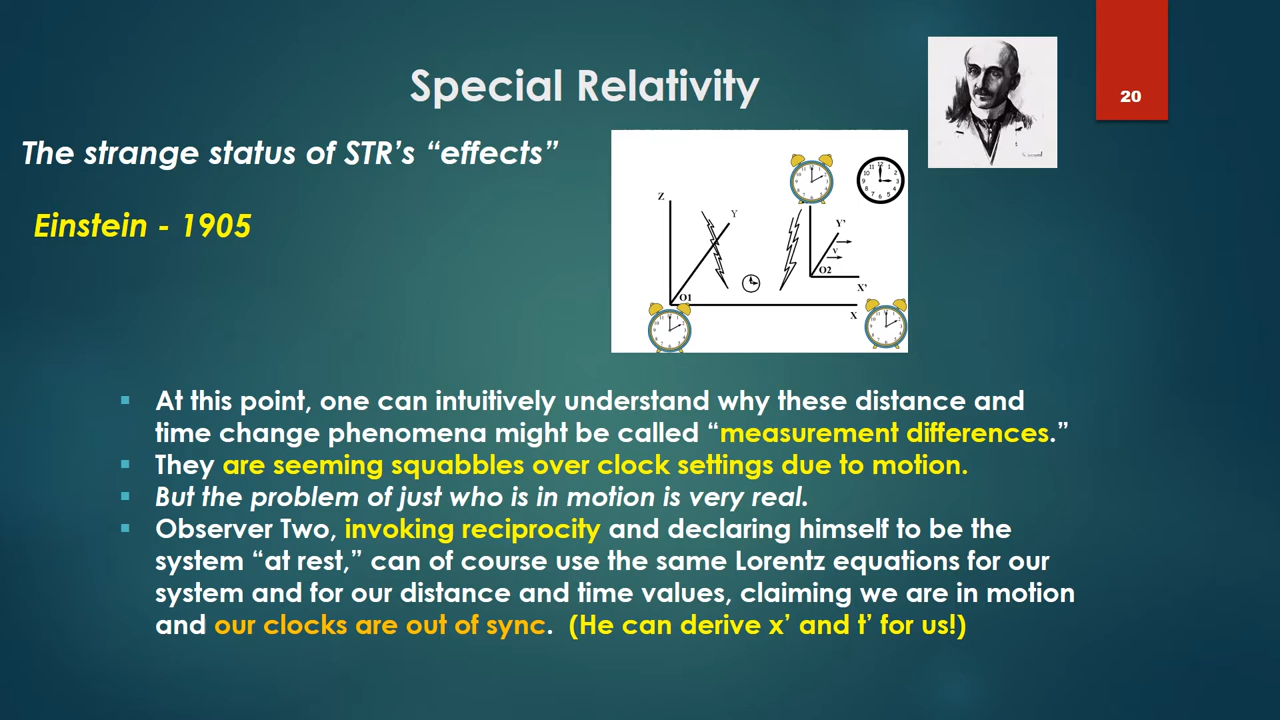 Special Relativity
20
The strange status of STR's “effects”
Einstein - 1905
Z
Y
O1
X
Y'
V
O2
X'
▪ At this point, one can intuitively understand why these distance and
time change phenomena might be called “measurement differences.”
▪ They are seeming squabbles over clock settings due to motion.
▪ But the problem of just who is in motion is very real.
▪ Observer Two, invoking reciprocity and declaring himself to be the
system “at rest,” can of course use the same Lorentz equations for our
system and for our distance and time values, claiming we are in motion
and our clocks are out of sync. (He can derive x’ and t’ for us!)